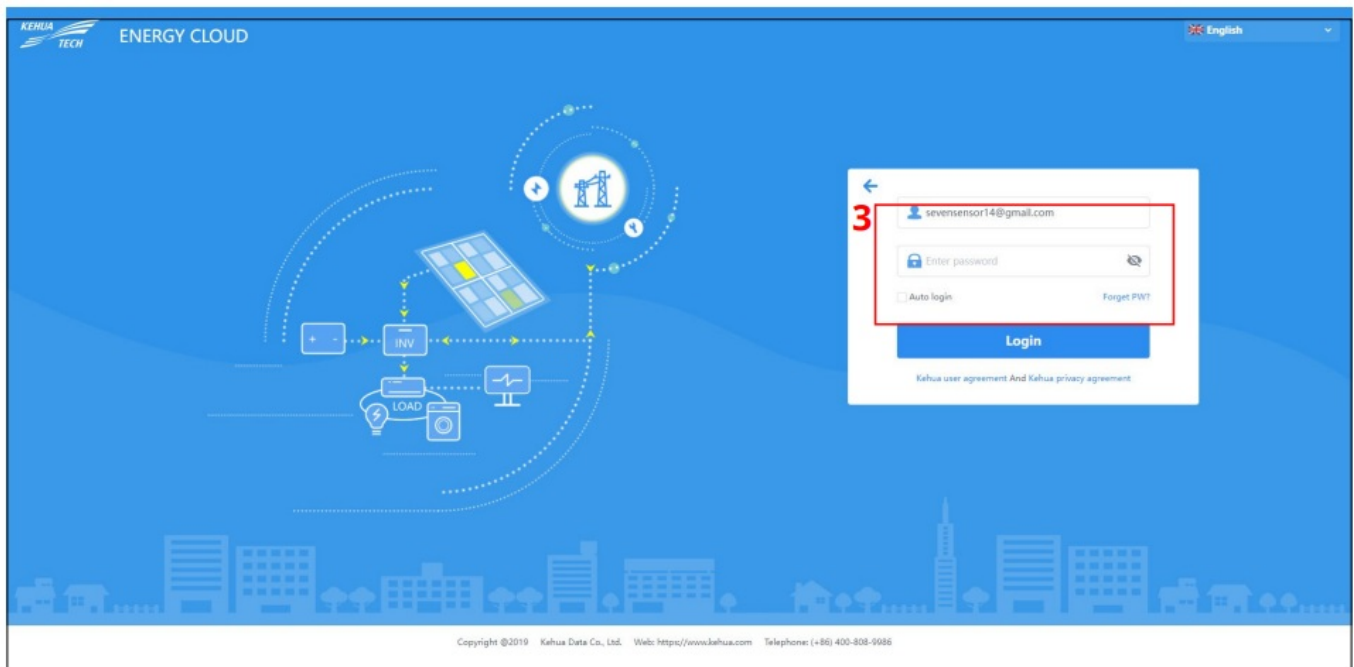 KEHUA TECH
ENERGY CLOUD
English
3
sevensensor14@gmail.com
Enter password
Auto login Forget PW?
Login
Kehua user agreement And Kehua privacy agreement
+ -
INV
LOAD
Copyright @2019 Kehua Data Co., Ltd. Web: https://www.kehua.com Telephone: (+86) 400-808-9986